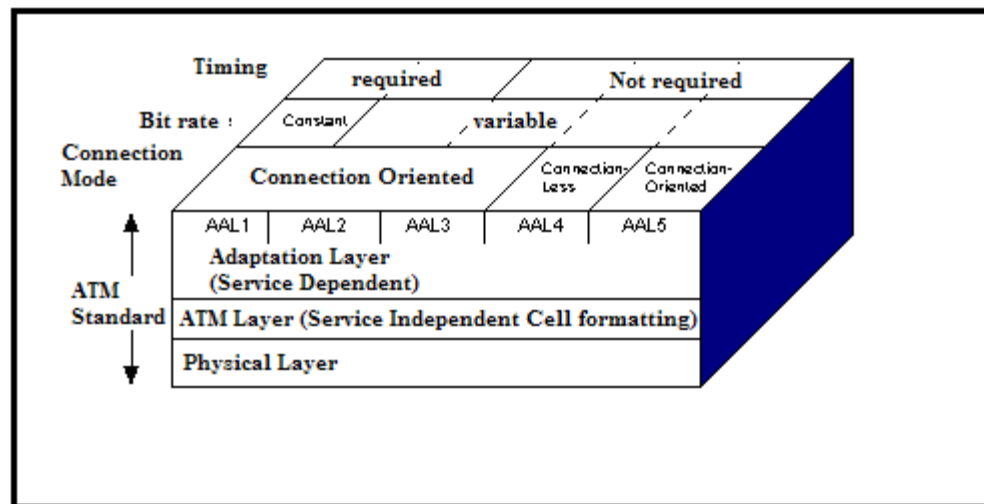 Timing required Not required
Bit rate : Constant variable
Connection
Mode
Connection Oriented
Connection-
Less
Connection-
Oriented
AAL1 AAL2 AAL3 AAL4 AAL5
Adaptation Layer
(Service Dependent)
ATM
Standard
ATM Layer (Service Independent Cell formatting)
Physical Layer